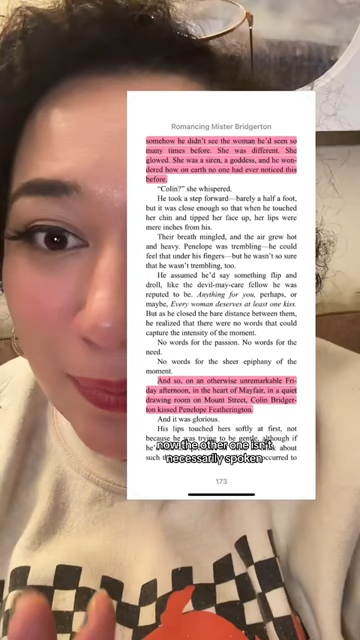 Romancing Mister Bridgerton
somehow he didn't see the woman he'd seen so
many times before. She was different. She
glowed. She was a siren, a goddess, and he won-
dered how on earth no one had ever noticed this
before.
"Colin?" she whispered.
He took a step forward—barely a half a foot,
but it was close enough so that when he touched
her chin and tipped her face up, her lips were
mere inches from his.
Their breath mingled, and the air grew hot
and heavy. Penelope was trembling—he could
feel that under his fingers—but he wasn't so sure
that he wasn't trembling, too.
He assumed he'd say something flip and
droll, like the devil-may-care fellow he was
reputed to be. Anything for you, perhaps, or
maybe, Every woman deserves at least one kiss.
But as he closed the bare distance between them,
he realized that there were no words that could
capture the intensity of the moment.
No words for the passion. No words for the
need.
No words for the sheer epiphany of the
moment.
And so, on an otherwise unremarkable Fri-
day afternoon, in the heart of Mayfair, in a quiet
drawing room on Mount Street, Colin Bridger-
ton kissed Penelope Featherington.
And it was glorious.
His lips touched hers softly at first, not
because he was trying to be gentle, although if
he about
such occurred to
now the other one isn't
necessarily spoken
173